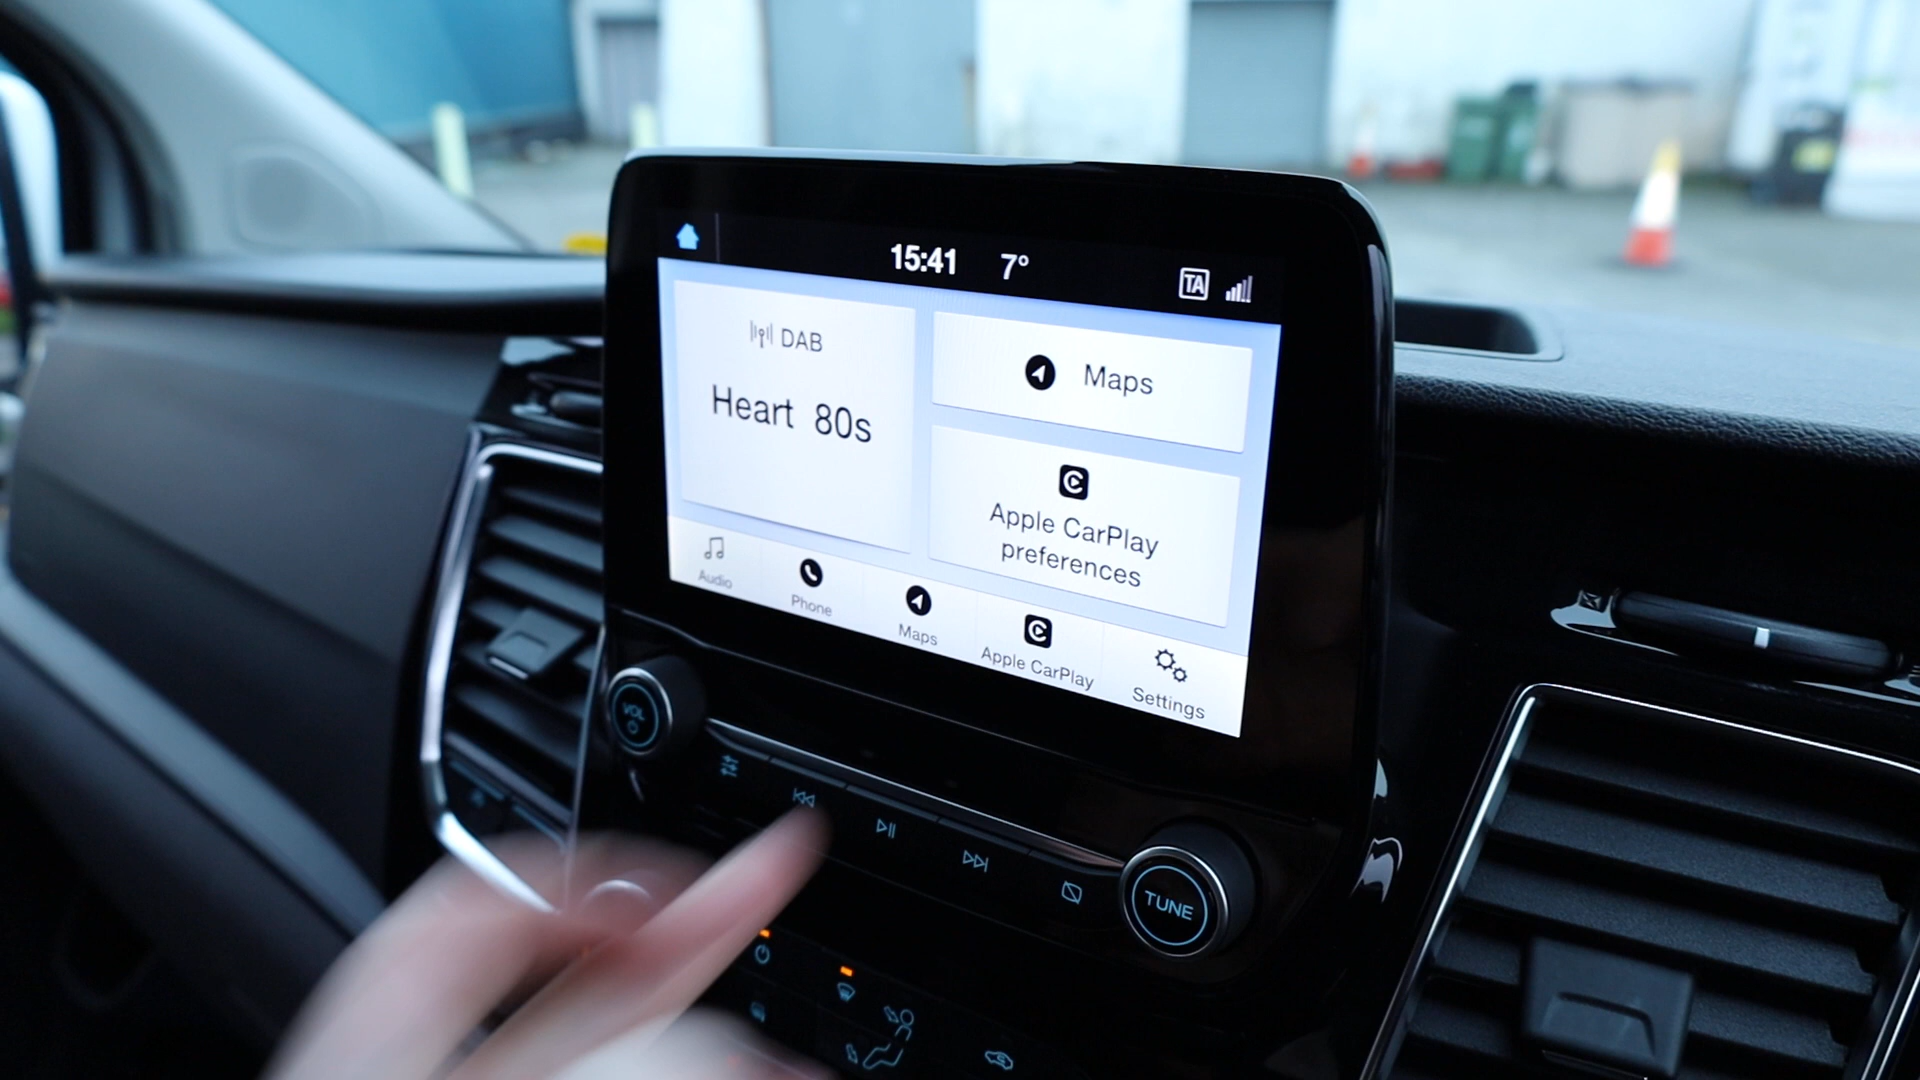 15:41 7°
TA
DAB
Heart 80s
Maps
Apple CarPlay
preferences
Audio
Phone
Maps
Apple CarPlay
Settings
VOL
TUNE